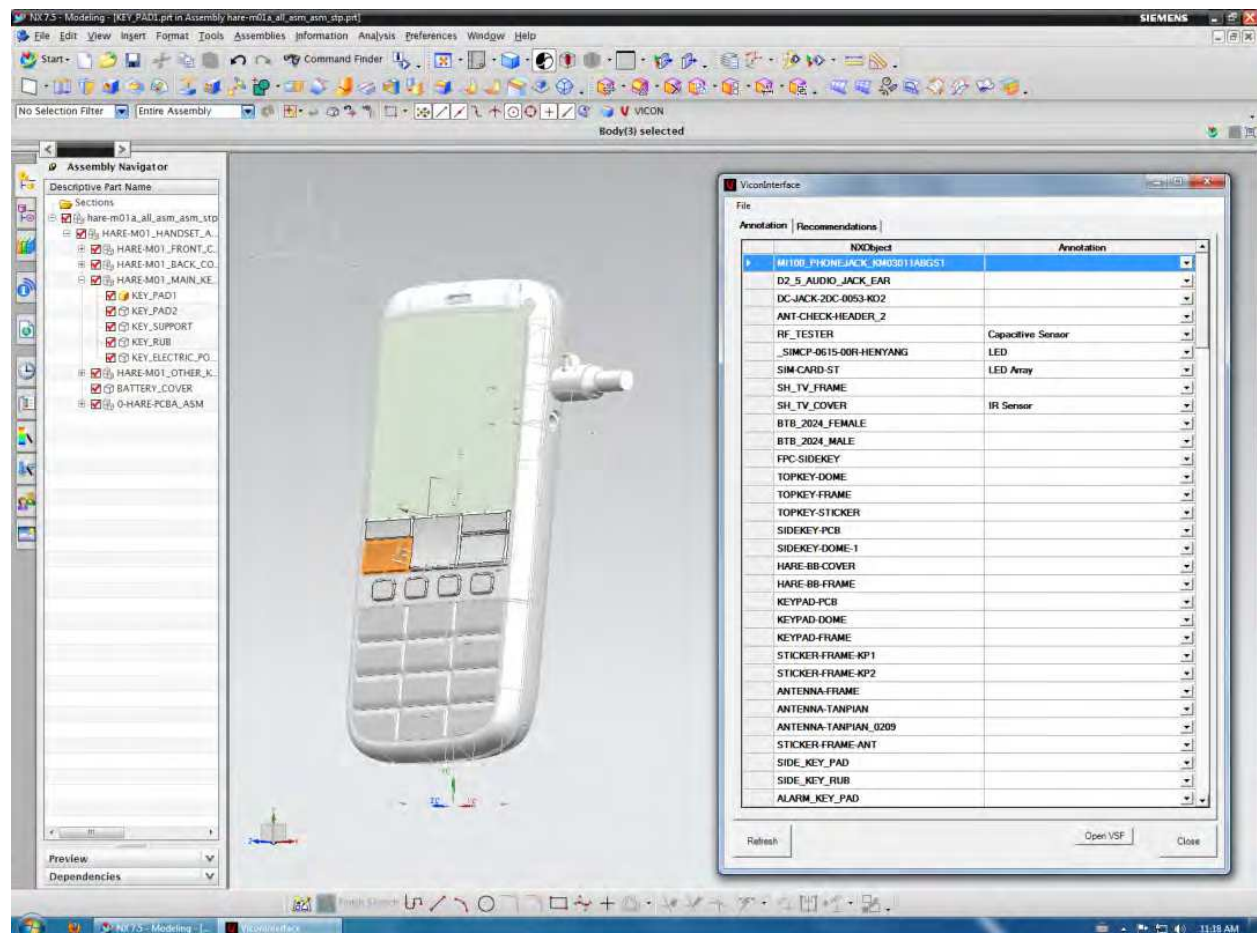 NX 7.5 - Modeling - [KEY_PAD1.prt in Assembly hare-m01a_all_asm_asm_stp.prt]
SIEMENS
File Edit View Insert Format Tools Assemblies Information Analysis Preferences Window Help
Start
Command Finder
No Selection Filter
Entire Assembly
VICON
Body(3) selected
Assembly Navigator
Descriptive Part Name
Sections
hare-m01a_all_asm_asm_stp
HARE-M01_HANDSET_A...
HARE-M01_FRONT_C...
HARE-M01_BACK_CO...
HARE-M01_MAIN_KE...
KEY_PAD1
KEY_PAD2
KEY_SUPPORT
KEY_RUB
KEY_ELECTRIC_PO...
HARE-M01_OTHER_K...
BATTERY_COVER
0-HARE-PCBA_ASM
Preview
Dependencies
ViconInterface
File
Annotation Recommendations
NXObject Annotation
MI100_PHONEJACK_KM03011ABGS1
D2_5_AUDIO_JACK_EAR
DC-JACK-2DC-0053-KO2
ANT-CHECK-HEADER_2
RF_TESTER Capacitive Sensor
_SIMCP-0615-00R-HENYANG LED
SIM-CARD-ST LED Array
SH_TV_FRAME
SH_TV_COVER IR Sensor
BTB_2024_FEMALE
BTB_2024_MALE
FPC-SIDEKEY
TOPKEY-DOME
TOPKEY-FRAME
TOPKEY-STICKER
SIDEKEY-PCB
SIDEKEY-DOME-1
HARE-BB-COVER
HARE-BB-FRAME
KEYPAD-PCB
KEYPAD-DOME
KEYPAD-FRAME
STICKER-FRAME-KP1
STICKER-FRAME-KP2
ANTENNA-FRAME
ANTENNA-TANPIAN
ANTENNA-TANPIAN_0209
STICKER-FRAME-ANT
SIDE_KEY_PAD
SIDE_KEY_RUB
ALARM_KEY_PAD
Refresh
Open VSF
Close
Finish Sketch
NX 7.5 - Modeling - [...
ViconInterface
11:18 AM